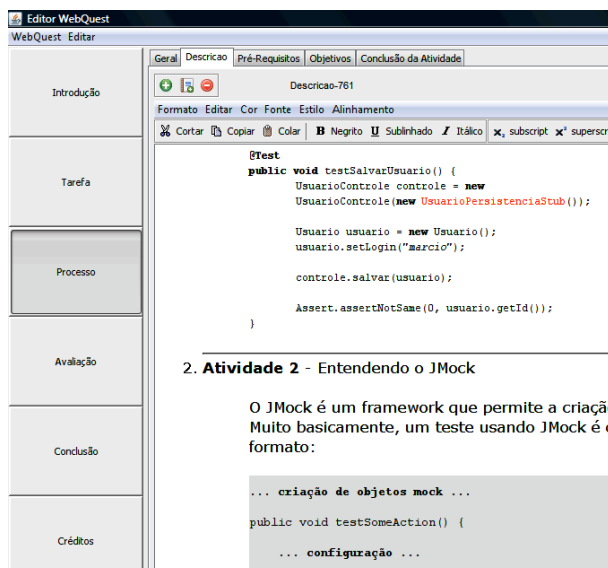 Editor WebQuest
WebQuest Editar
Geral Descricao Pré-Requisitos Objetivos Conclusão da Atividade
Introdução
Descricao-761
Formato Editar Cor Fonte Estilo Alinhamento
Cortar Copiar Colar B Negrito U Sublinhado I Itálico x, subscript x² superscr
@Test
public void testSalvarUsuario() {
UsuarioControle controle = new
UsuarioControle(new UsuarioPersistenciaStub());
Tarefa
Usuario usuario = new Usuario();
usuario.setLogin("marcio");
Processo
controle.salvar(usuario);
Assert.assertNotSame(0, usuario.getId());
}
Avaliação
2. Atividade 2 - Entendendo o JMock
O JMock é um framework que permite a criaçã
Muito basicamente, um teste usando JMock é
formato:
Conclusão
... criação de objetos mock ...
public void testSomeAction() {
Créditos
... configuração ...